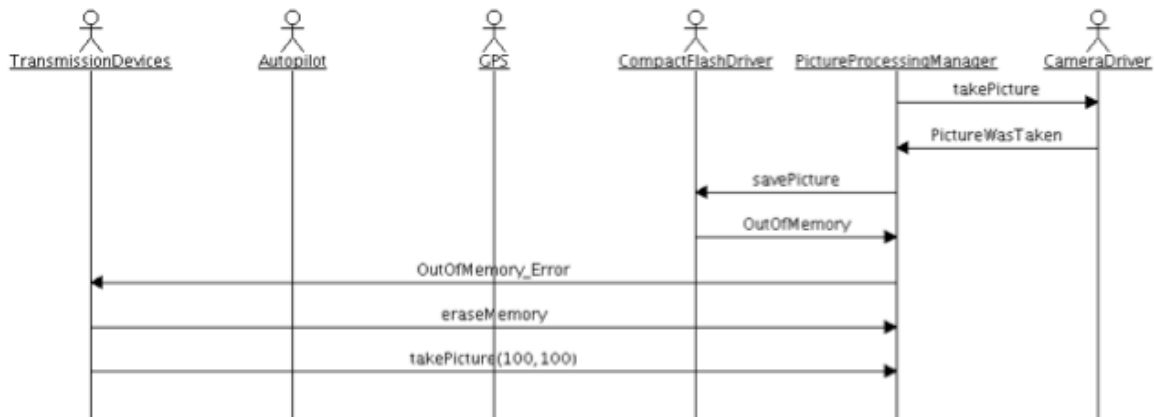 TransmissionDevices Autopilot GPS CompactFlashDriver PictureProcessingManager CameraDriver
takePicture
PictureWasTaken
savePicture
OutOfMemory
OutOfMemory_Error
eraseMemory
takePicture(100,100)